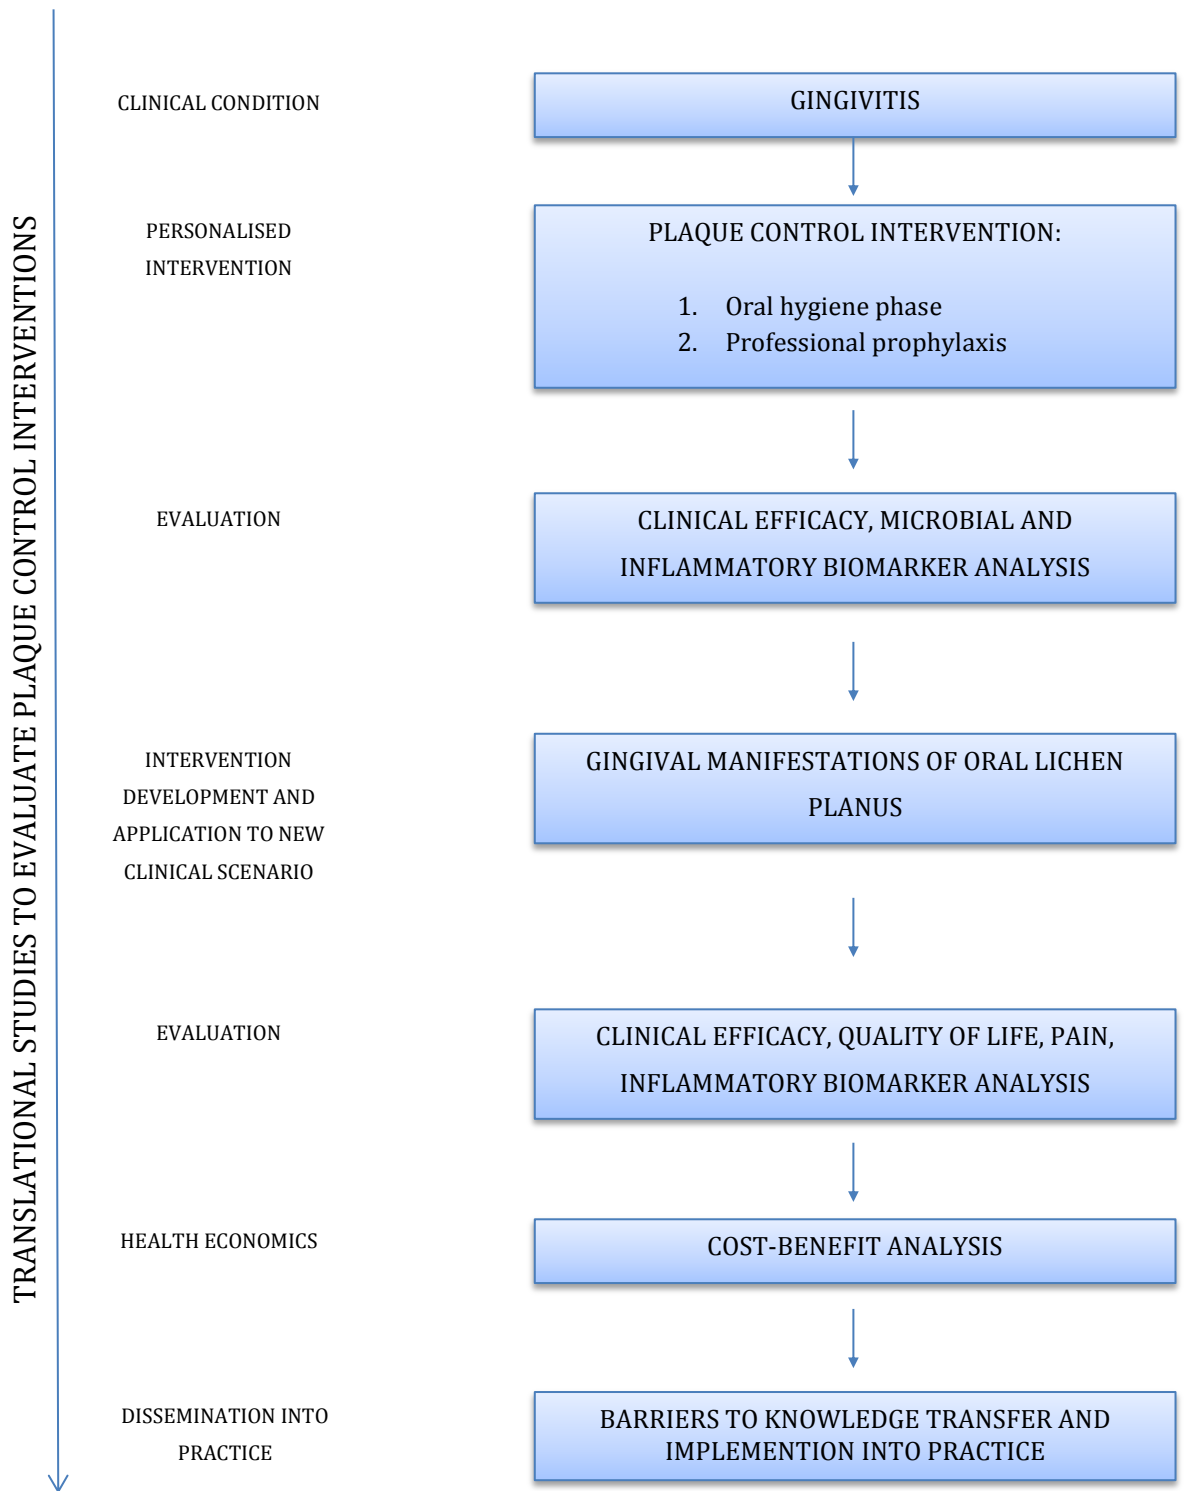 TRANSLATIONAL STUDIES TO EVALUATE PLAQUE CONTROL INTERVENTIONS
CLINICAL CONDITION
GINGIVITIS
PERSONALISED
INTERVENTION
PLAQUE CONTROL INTERVENTION:
1. Oral hygiene phase
2. Professional prophylaxis
EVALUATION
CLINICAL EFFICACY, MICROBIAL AND
INFLAMMATORY BIOMARKER ANALYSIS
INTERVENTION
DEVELOPMENT AND
APPLICATION TO NEW
CLINICAL SCENARIO
GINGIVAL MANIFESTATIONS OF ORAL LICHEN
PLANUS
EVALUATION
CLINICAL EFFICACY, QUALITY OF LIFE, PAIN,
INFLAMMATORY BIOMARKER ANALYSIS
HEALTH ECONOMICS
COST-BENEFIT ANALYSIS
DISSEMINATION INTO
PRACTICE
BARRIERS TO KNOWLEDGE TRANSFER AND
IMPLEMENTION INTO PRACTICE